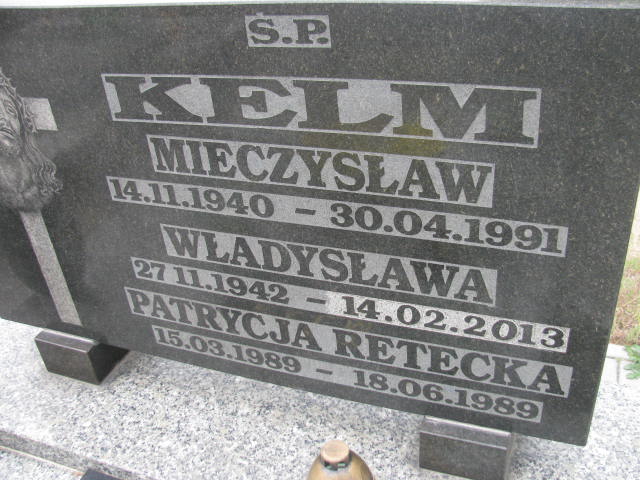 S.P.
KELM
MIECZYSŁAW
14.11.1940 - 30.04.1991
WŁADYSŁAWA
27 11.1942 - 14.02.2013
PATRYCJA RETECKA
15.03.1989 - 18.06.1989